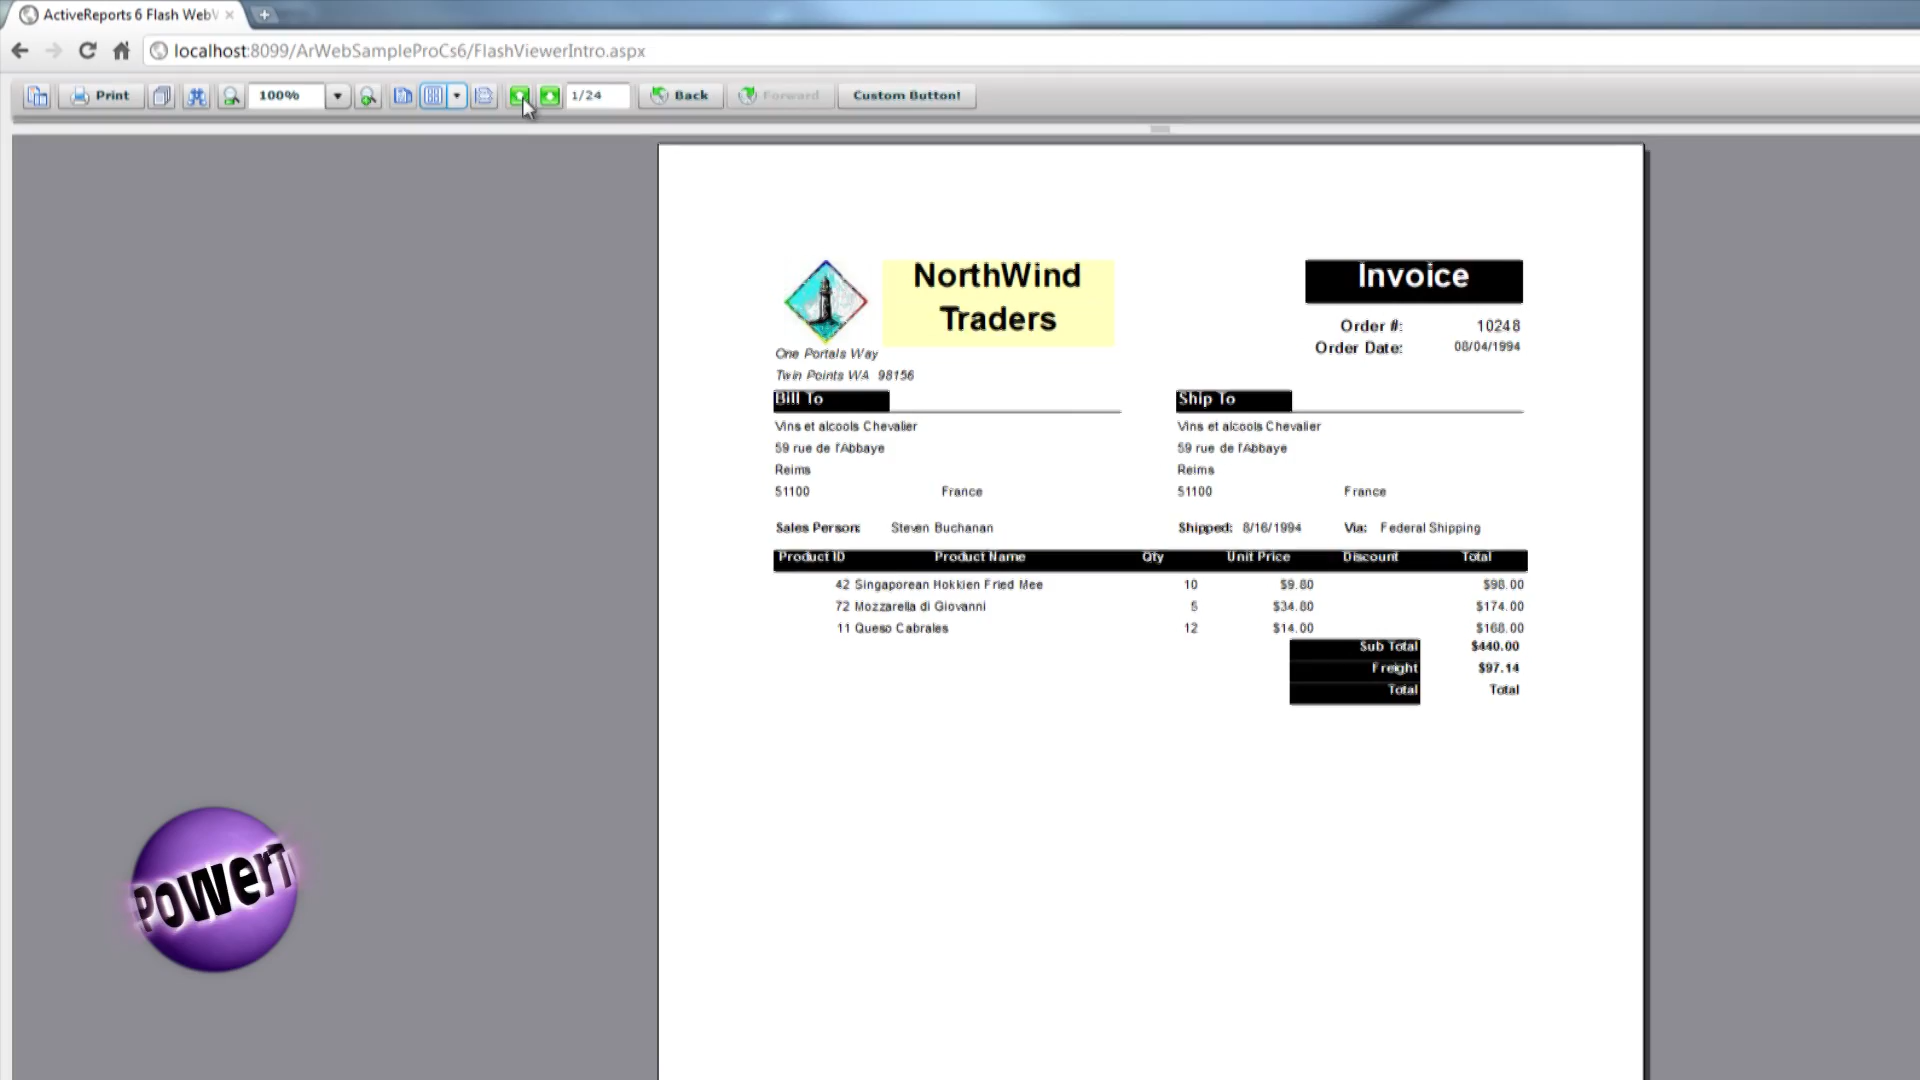 ActiveReports 6 Flash WebV
localhost:8099/ArWebSampleProCs6/FlashViewerIntro.aspx
Print 100% 1/24 Back Forward Custom Button!
NorthWind
Traders
Invoice
Order #: 10248
Order Date: 08/04/1994
One Portals Way
Twin Points WA 98156
Bill To Ship To
Vins et alcools Chevalier Vins et alcools Chevalier
59 rue de l'Abbaye 59 rue de l'Abbaye
Reims Reims
51100 France 51100 France
Sales Person: Steven Buchanan Shipped: 8/16/1994 Via: Federal Shipping
Product ID Product Name Qty Unit Price Discount Total
42 Singaporean Hokkien Fried Mee 10 $9.80 $98.00
72 Mozzarella di Giovanni 5 $34.80 $174.00
11 Queso Cabrales 12 $14.00 $168.00
Sub Total $440.00
Freight $97.14
Total Total
PowerT